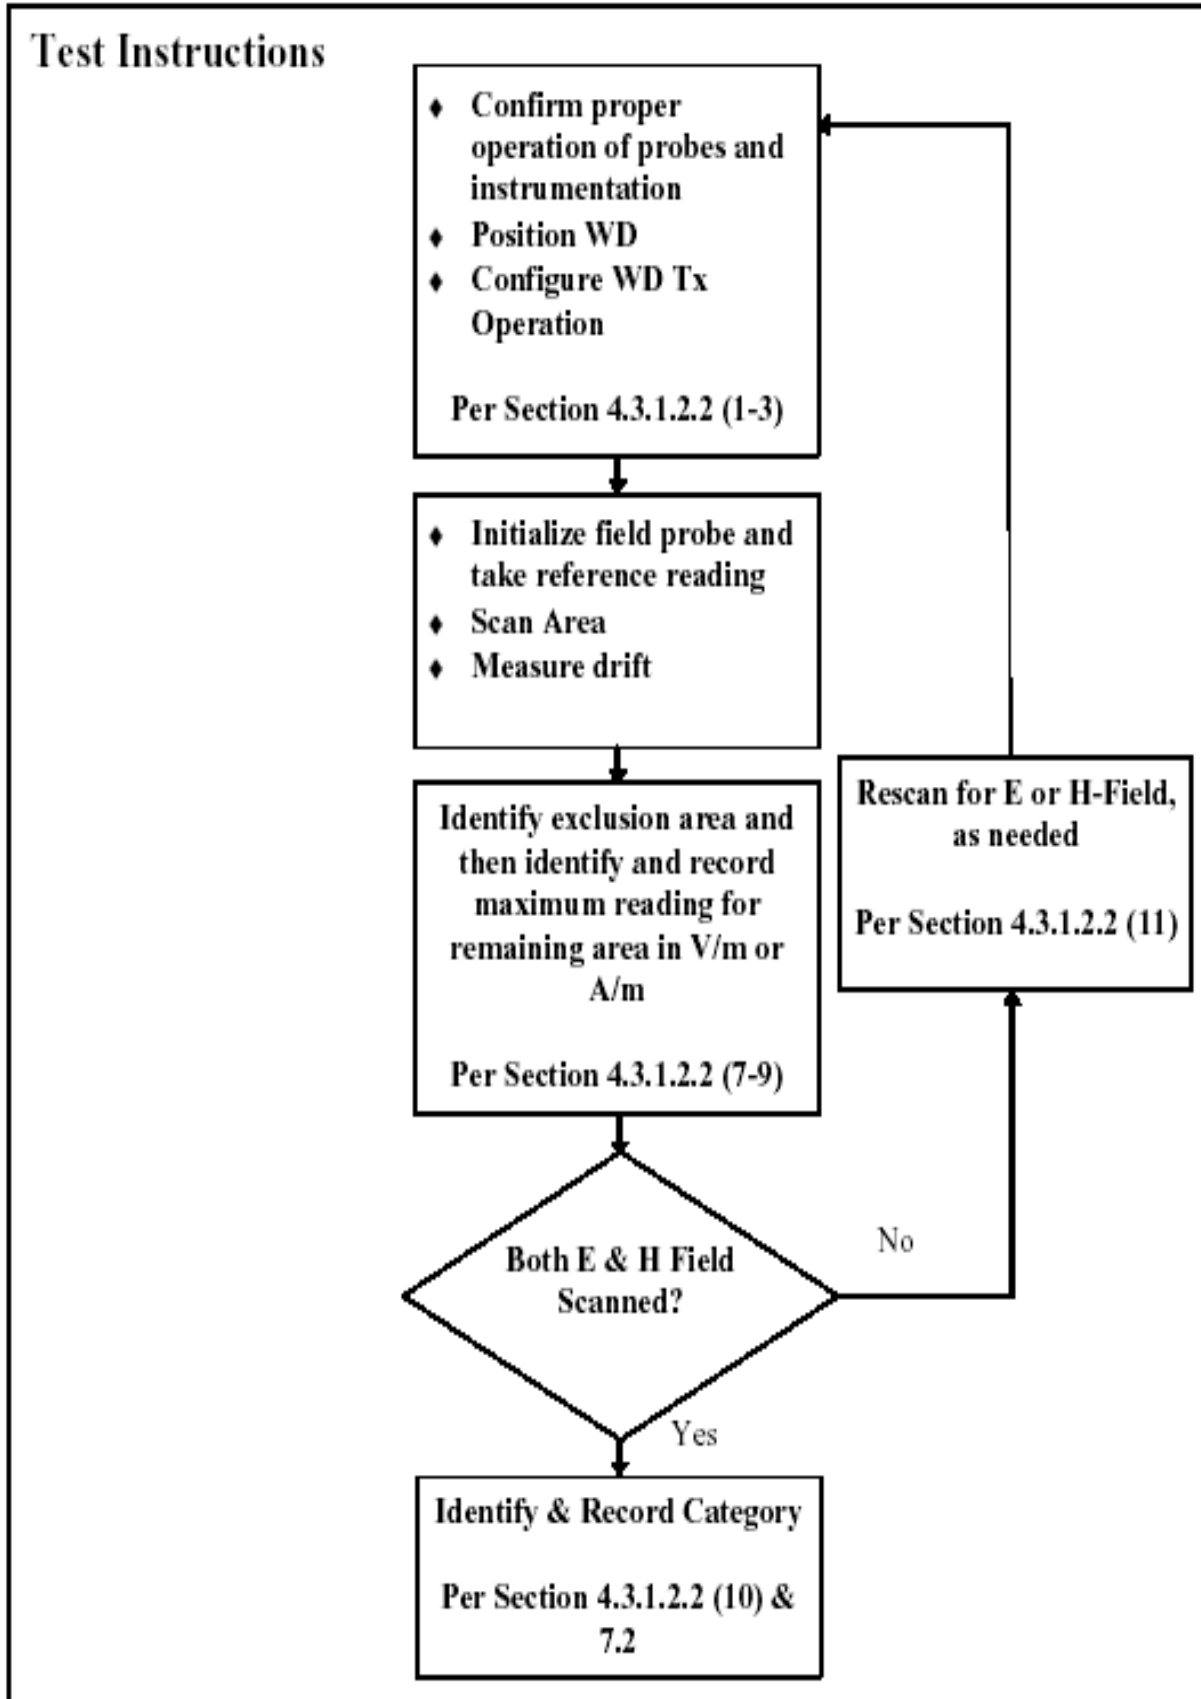 Test Instructions
♦ Confirm proper
operation of probes and
instrumentation
♦ Position WD
♦ Configure WD Tx
Operation
Per Section 4.3.1.2.2 (1-3)
♦ Initialize field probe and
take reference reading
♦ Scan Area
♦ Measure drift
Identify exclusion area and
then identify and record
maximum reading for
remaining area in V/m or
A/m
Per Section 4.3.1.2.2 (7-9)
Rescan for E or H-Field,
as needed
Per Section 4.3.1.2.2 (11)
Both E & H Field
Scanned?
No
Yes
Identify & Record Category
Per Section 4.3.1.2.2 (10) &
7.2